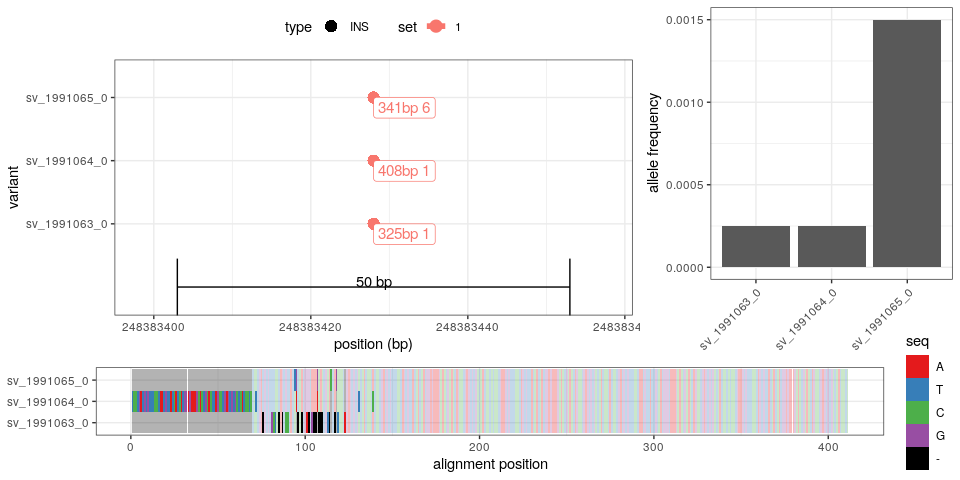 type INS set 1
variant
sv_1991065_0
sv_1991064_0
sv_1991063_0
341bp 6
408bp 1
325bp 1
50 bp
248383400 248383420 248383440 2483834
position (bp)
allele frequency
0.0015
0.0010
0.0005
0.0000
sv_1991063_0 sv_1991064_0 sv_1991065_0
sv_1991065_0
sv_1991064_0
sv_1991063_0
0 100 200 300 400
alignment position
seq
A
T
C
G
-